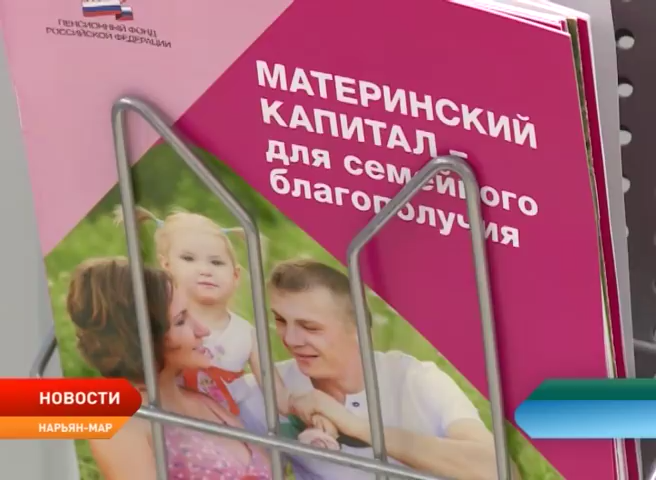 ПЕНСИОННЫЙ ФОНД
РОССИЙСКОЙ ФЕДЕРАЦИИ
МАТЕРИНСКИЙ
КАПИТАЛ –
для семейного
благополучия
НОВОСТИ
НАРЬЯН-МАР